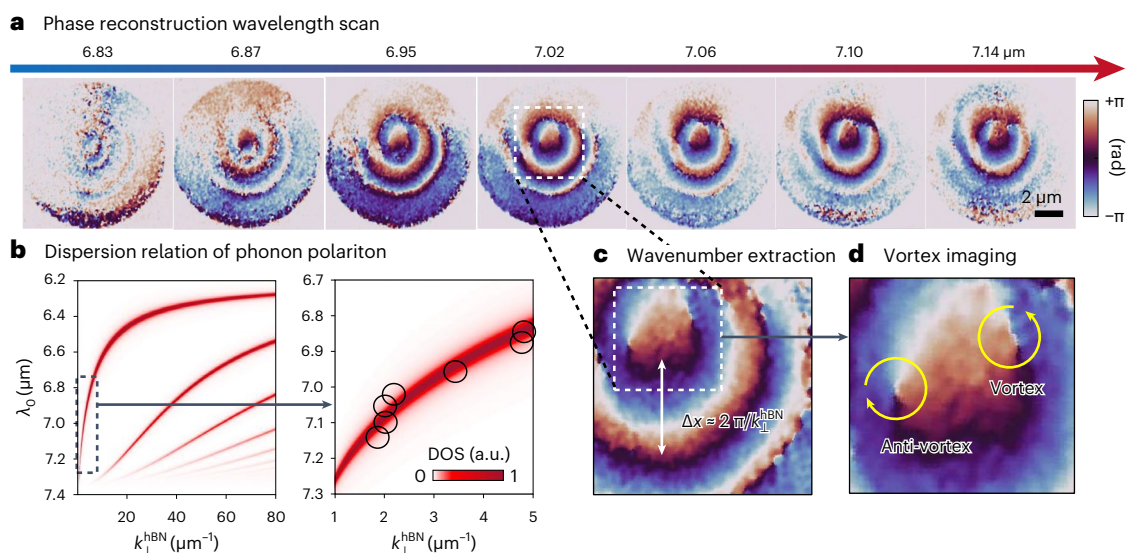 a Phase reconstruction wavelength scan
6.83 6.87 6.95 7.02 7.06 7.10 7.14 μm
+π
(rad)
−π
2 μm
b Dispersion relation of phonon polariton
6.2
6.4
6.6
6.8
7.0
7.2
7.4
λ0 (μm)
20 40 60 80
k⊥^hBN (μm⁻¹)
6.7
6.8
6.9
7.0
7.1
7.2
7.3
DOS (a.u.)
0 1
1 2 3 4 5
k⊥^hBN (μm⁻¹)
c Wavenumber extraction
Δx ≈ 2 π/k⊥^hBN
d Vortex imaging
Vortex
Anti-vortex